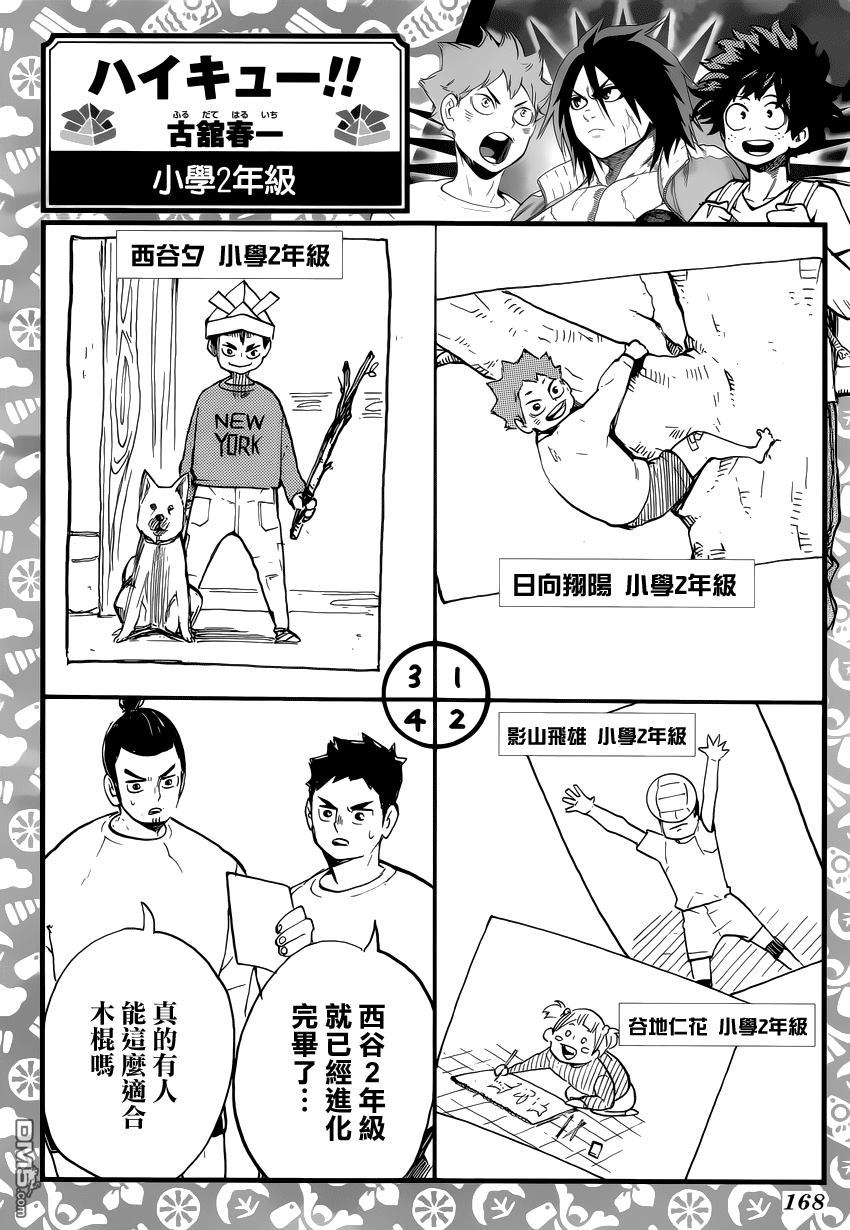 ハイキュー!!
ふるだてはるいち
古舘春一
小學2年級
日向翔陽 小學2年級
影山飛雄 小學2年級
谷地仁花 小學2年級
西谷夕 小學2年級
NEW
YORK
3 1
4 2
西谷2年級
就已經進化
完畢了…
真的有人
能這麼適合
木棍嗎
168
DM5.com